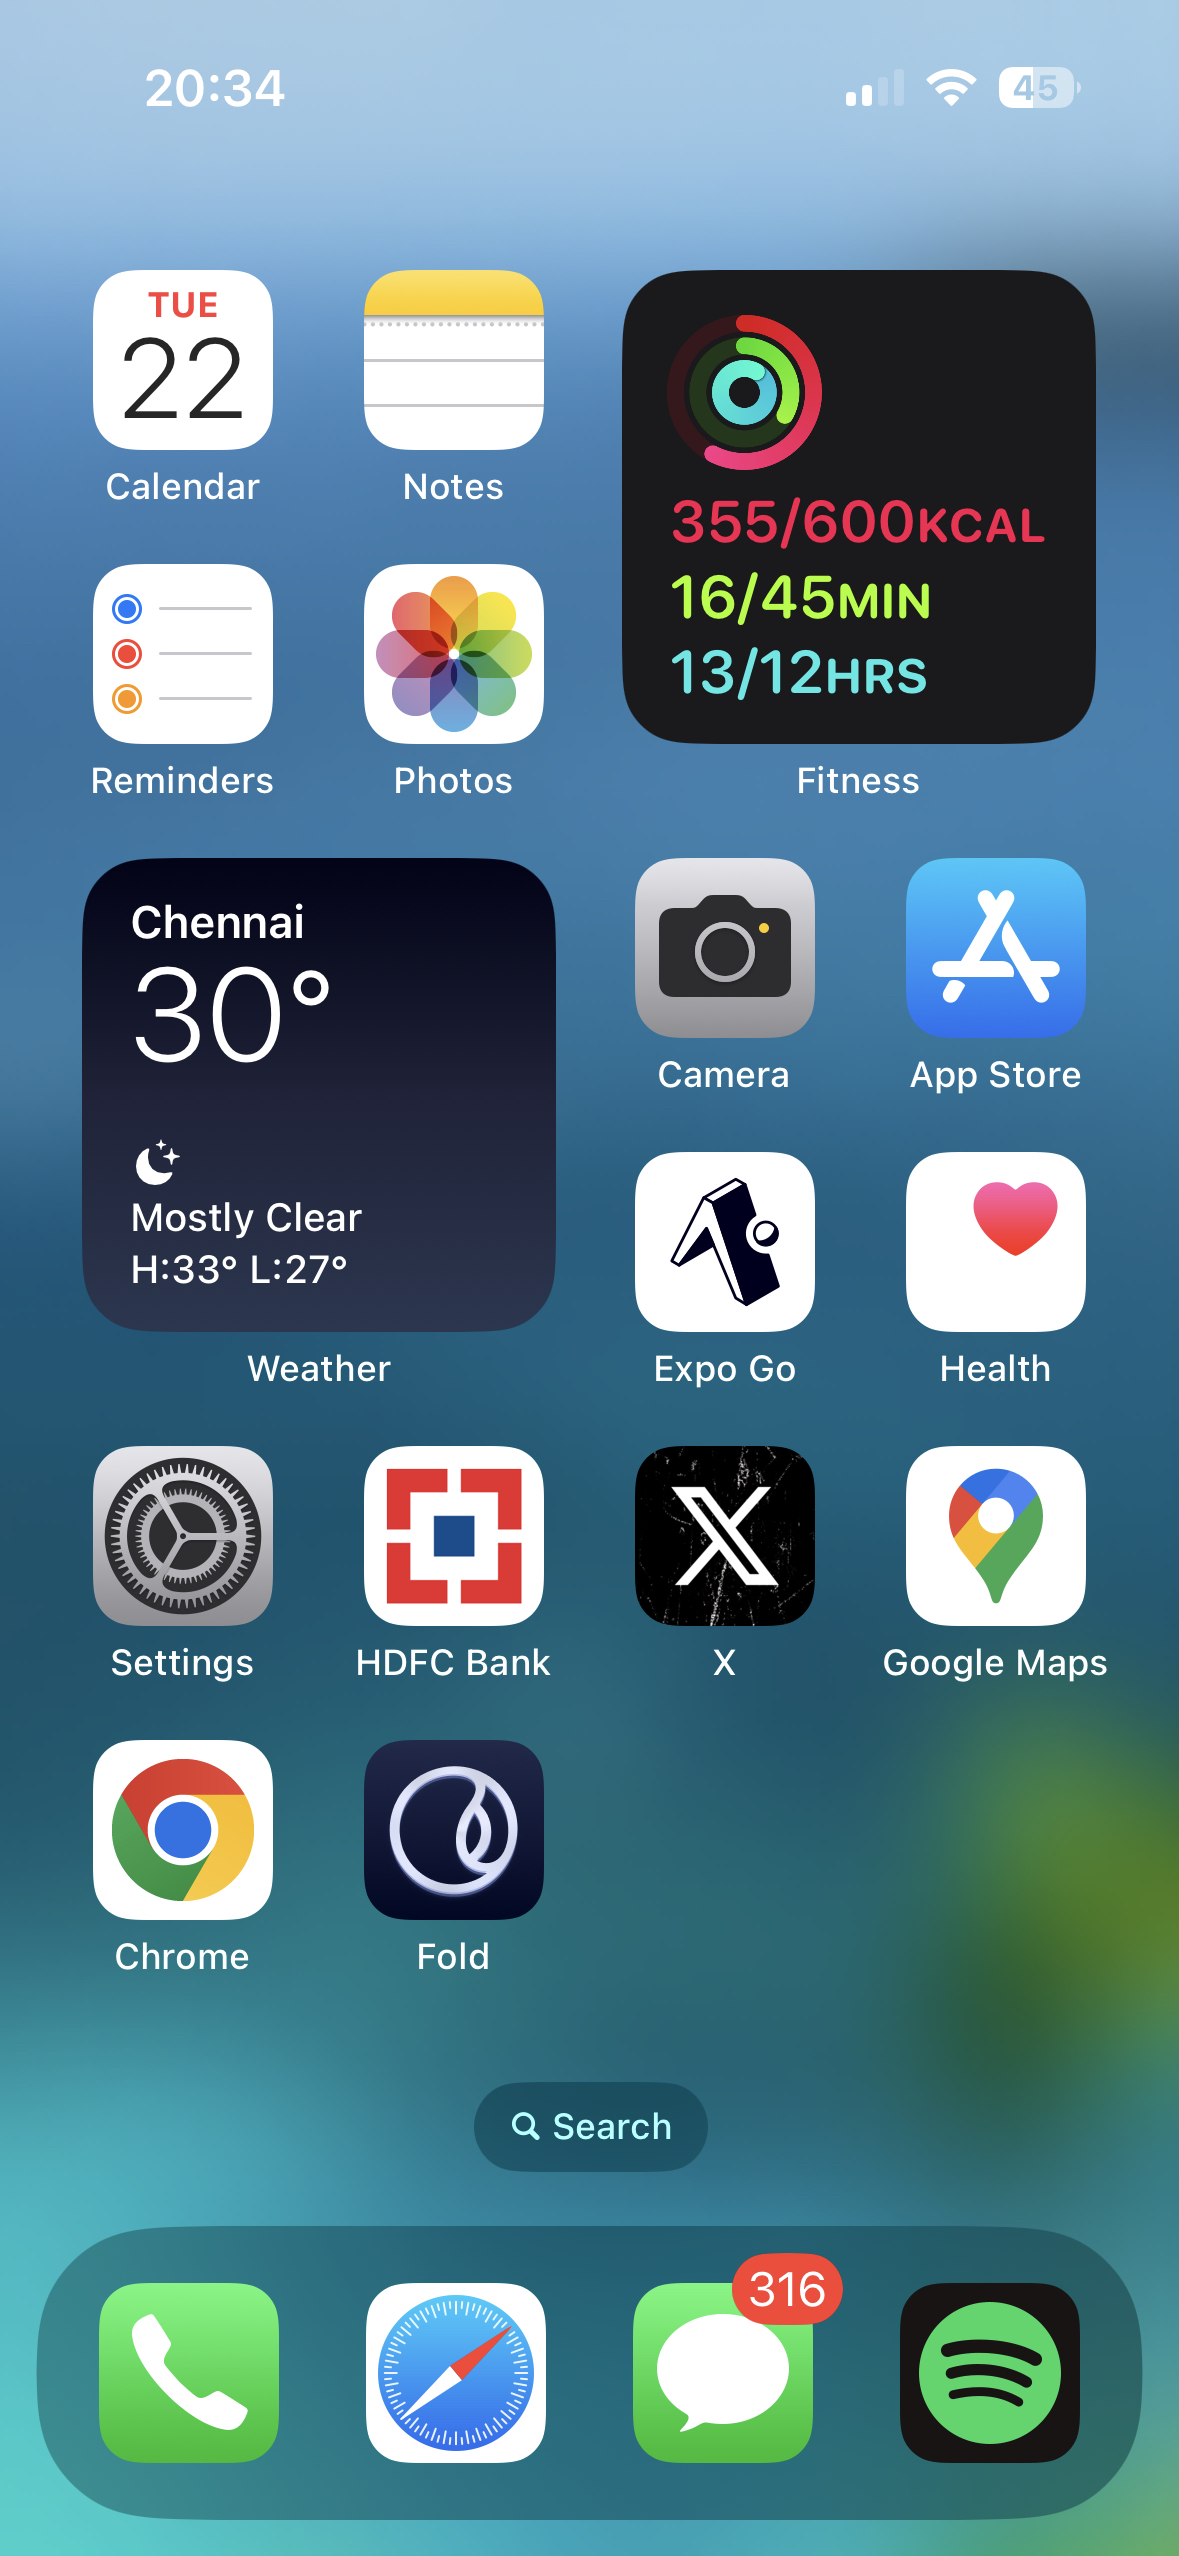 20:34
45
TUE
22
Calendar
Notes
355/600KCAL
16/45MIN
13/12HRS
Reminders
Photos
Fitness
Chennai
30°
Mostly Clear
H:33° L:27°
Weather
Camera
App Store
Expo Go
Health
Settings
HDFC Bank
X
Google Maps
Chrome
Fold
Search
316